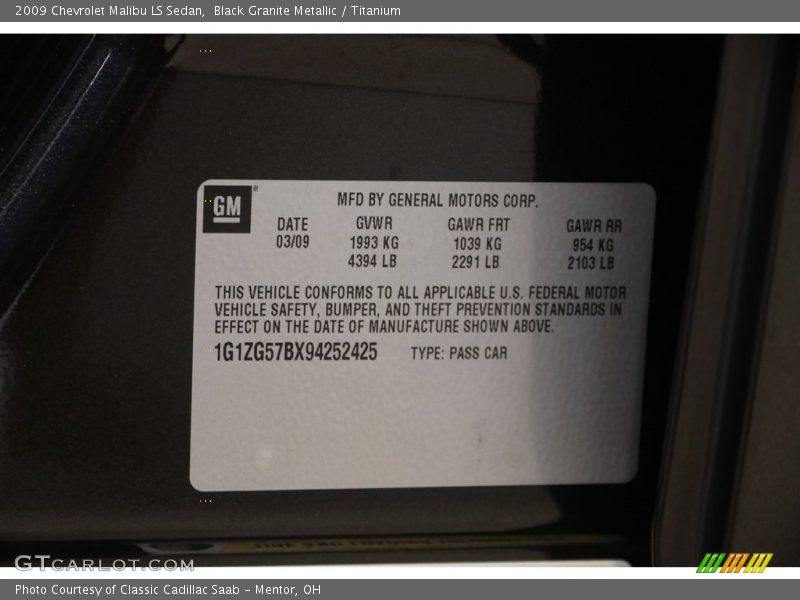 2009 Chevrolet Malibu LS Sedan, Black Granite Metallic / Titanium
GM
MFD BY GENERAL MOTORS CORP.
DATE GVWR GAWR FRT GAWR RR
03/09 1993 KG 1039 KG 954 KG
4394 LB 2291 LB 2103 LB
THIS VEHICLE CONFORMS TO ALL APPLICABLE U.S. FEDERAL MOTOR
VEHICLE SAFETY, BUMPER, AND THEFT PREVENTION STANDARDS IN
EFFECT ON THE DATE OF MANUFACTURE SHOWN ABOVE.
1G1ZG57BX94252425 TYPE: PASS CAR
GTCARLOT.COM
Photo Courtesy of Classic Cadillac Saab - Mentor, OH